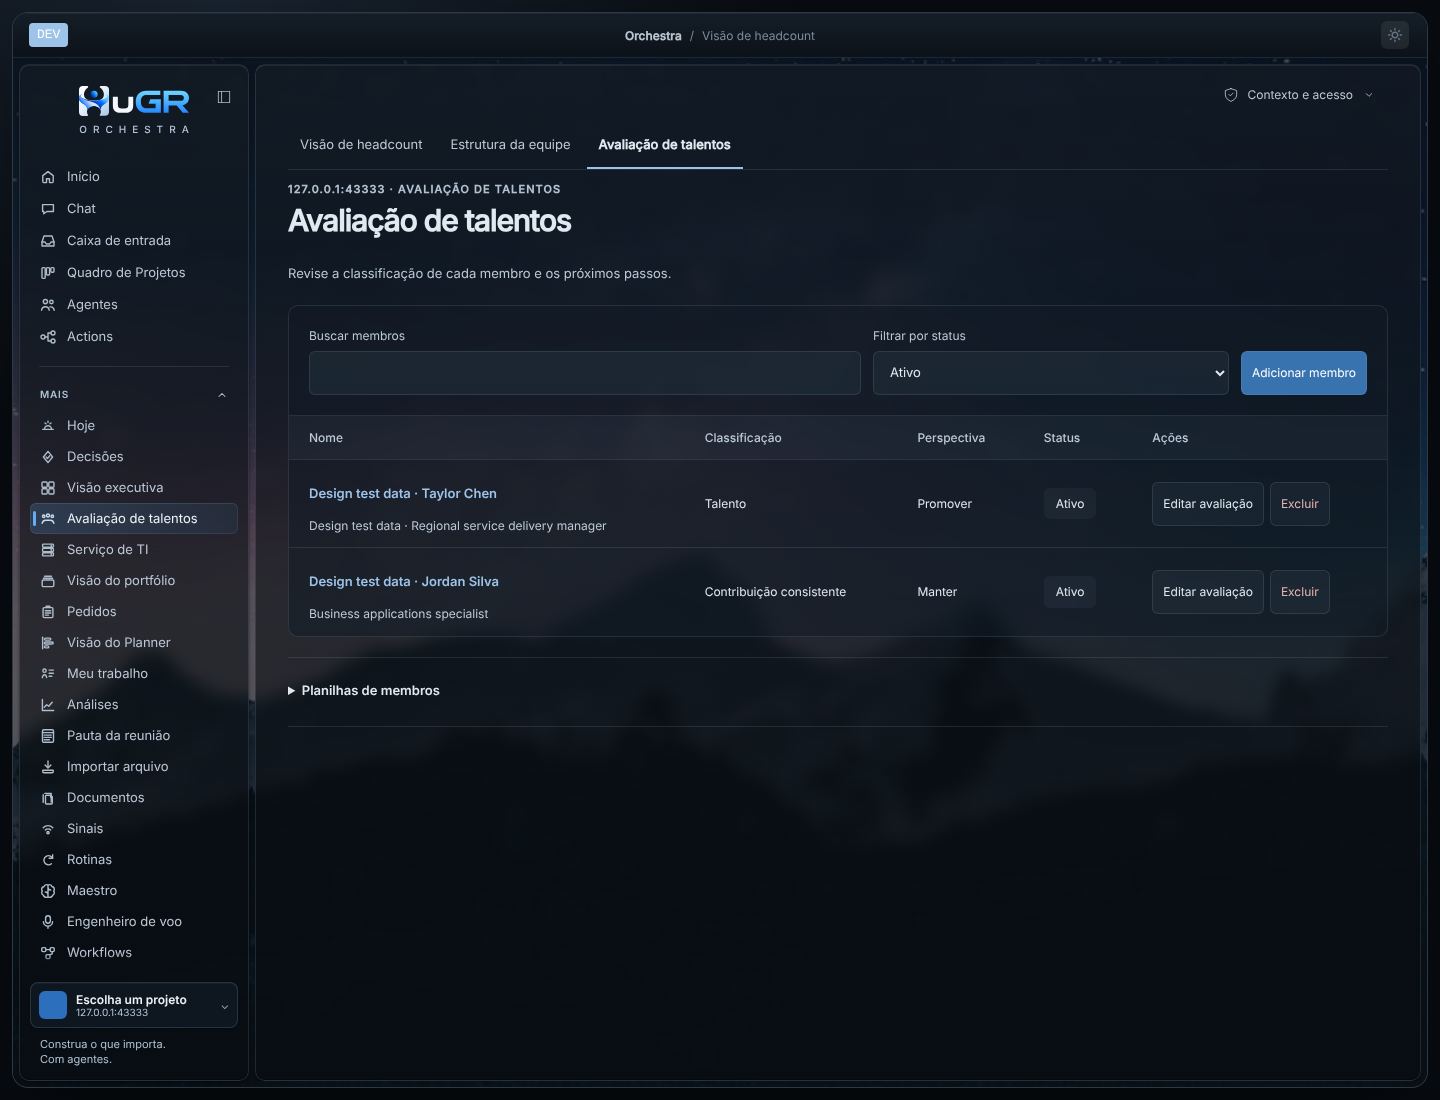 DEV
Orchestra / Visão de headcount
HuGR
ORCHESTRA
Contexto e acesso
Início
Chat
Caixa de entrada
Quadro de Projetos
Agentes
Actions
MAIS
Hoje
Decisões
Visão executiva
Avaliação de talentos
Serviço de TI
Visão do portfólio
Pedidos
Visão do Planner
Meu trabalho
Análises
Pauta da reunião
Importar arquivo
Documentos
Sinais
Rotinas
Maestro
Engenheiro de voo
Workflows
Escolha um projeto
127.0.0.1:43333
Construa o que importa.
Com agentes.
Visão de headcount Estrutura da equipe Avaliação de talentos
127.0.0.1:43333 · AVALIAÇÃO DE TALENTOS
Avaliação de talentos
Revise a classificação de cada membro e os próximos passos.
Buscar membros Filtrar por status
Ativo Adicionar membro
Nome Classificação Perspectiva Status Ações
Design test data · Taylor Chen
Design test data · Regional service delivery manager
Talento Promover Ativo Editar avaliação Excluir
Design test data · Jordan Silva
Business applications specialist
Contribuição consistente Manter Ativo Editar avaliação Excluir
Planilhas de membros